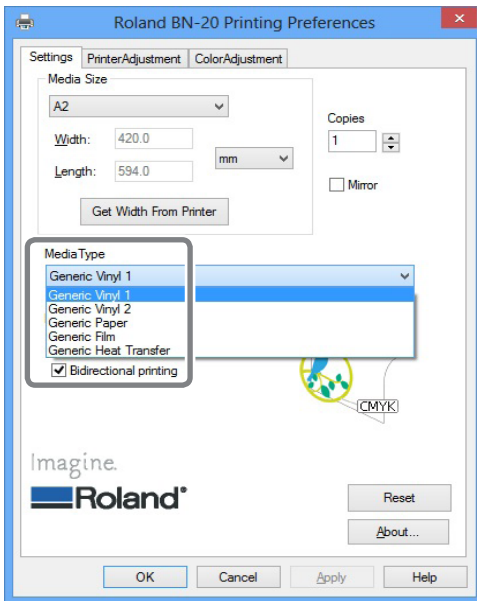 Roland BN-20 Printing Preferences
Settings
PrinterAdjustment
ColorAdjustment
Media Size
A2
Width:
420.0
Length:
594.0
mm
Get Width From Printer
Copies
1
Mirror
MediaType
Generic Vinyl 1
Generic Vinyl 1
Generic Vinyl 2
Generic Paper
Generic Film
Generic Heat Transfer
Bidirectional printing
CMYK
Imagine.
Roland®
Reset
About...
OK
Cancel
Apply
Help